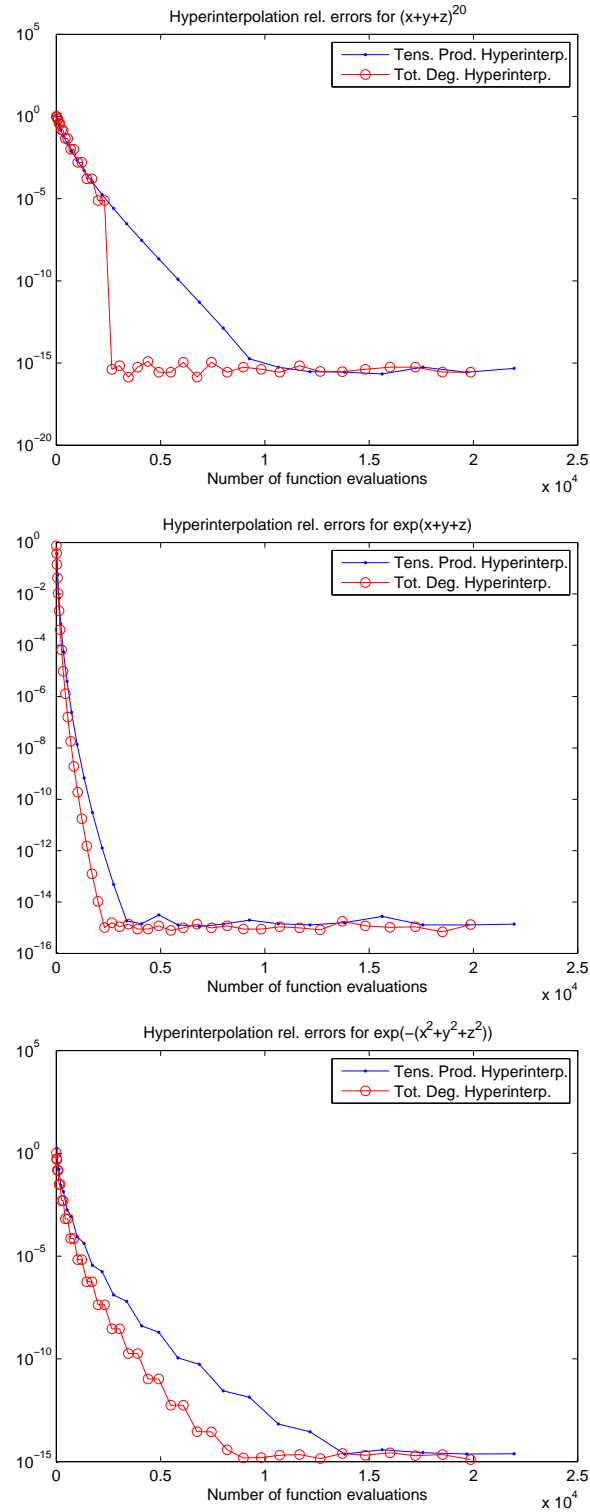 Hyperinterpolation rel. errors for (x+y+z)^20
10^5
Tens. Prod. Hyperinterp.
Tot. Deg. Hyperinterp.
10^0
10^−5
10^−10
10^−15
10^−20
0 0.5 1 1.5 2 2.5
Number of function evaluations
x 10^4
Hyperinterpolation rel. errors for exp(x+y+z)
10^0
Tens. Prod. Hyperinterp.
Tot. Deg. Hyperinterp.
10^−2
10^−4
10^−6
10^−8
10^−10
10^−12
10^−14
10^−16
0 0.5 1 1.5 2 2.5
Number of function evaluations
x 10^4
Hyperinterpolation rel. errors for exp(−(x^2+y^2+z^2))
10^5
Tens. Prod. Hyperinterp.
Tot. Deg. Hyperinterp.
10^0
10^−5
10^−10
10^−15
0 0.5 1 1.5 2 2.5
Number of function evaluations
x 10^4